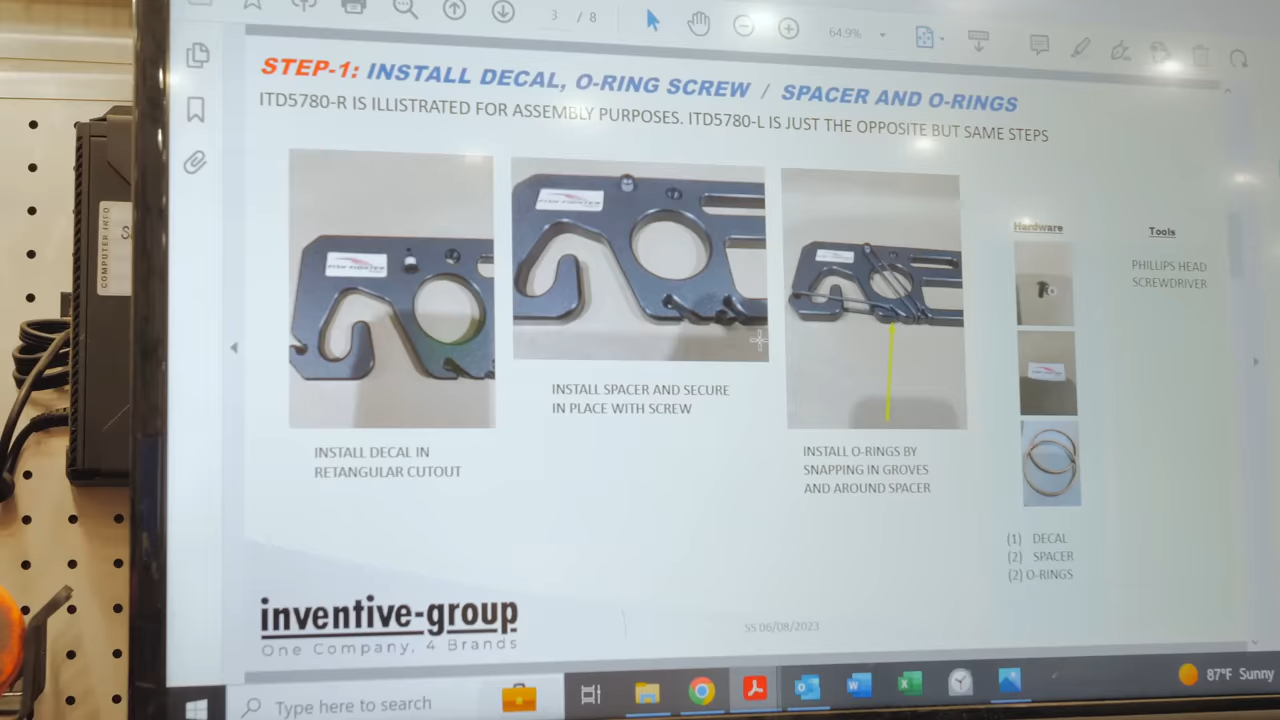 3 / 8
64.9%
STEP-1: INSTALL DECAL, O-RING SCREW / SPACER AND O-RINGS
ITD5780-R IS ILLISTRATED FOR ASSEMBLY PURPOSES. ITD5780-L IS JUST THE OPPOSITE BUT SAME STEPS
COMPUTER INFO
Hardware
Tools
PHILLIPS HEAD
SCREWDRIVER
INSTALL DECAL IN
RETANGULAR CUTOUT
INSTALL SPACER AND SECURE
IN PLACE WITH SCREW
INSTALL O-RINGS BY
SNAPPING IN GROVES
AND AROUND SPACER
(1) DECAL
(2) SPACER
(2) O-RINGS
inventive-group
One Company, 4 Brands
SS 06/08/2023
Type here to search
87°F Sunny